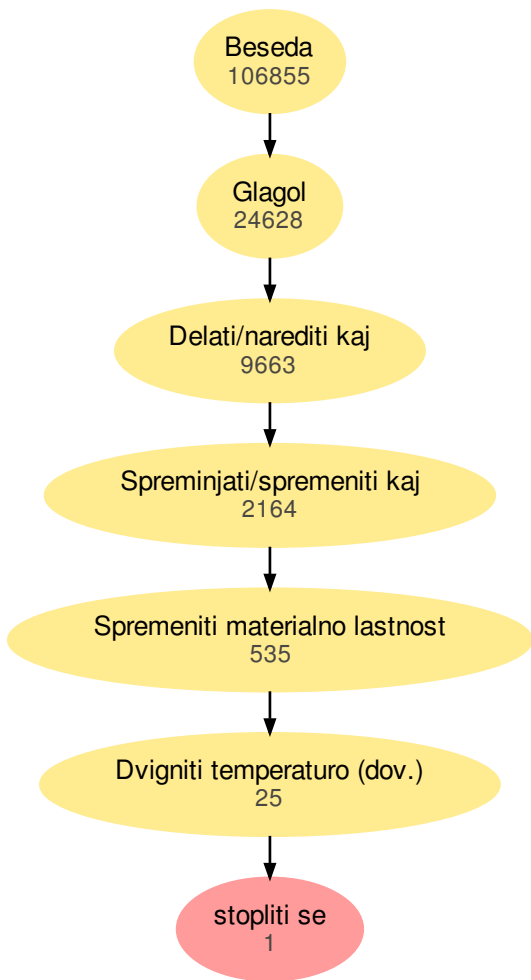 Beseda
106855
Glagol
24628
Delati/narediti kaj
9663
Spreminjati/spremeniti kaj
2164
Spremeniti materialno lastnost
535
Dvigniti temperaturo (dov.)
25
stopliti se
1